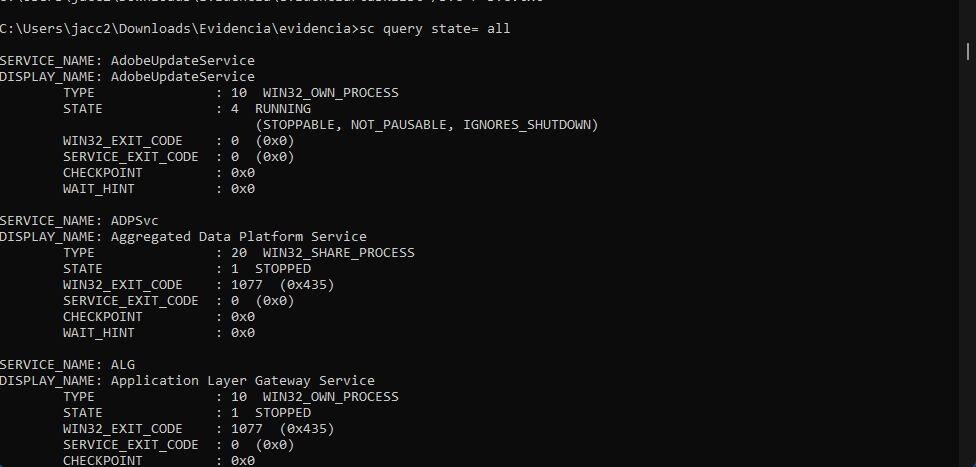 C:\Users\jacc2\Downloads\Evidencia\evidencia>sc query state= all
SERVICE_NAME: AdobeUpdateService
DISPLAY_NAME: AdobeUpdateService
TYPE : 10 WIN32_OWN_PROCESS
STATE : 4 RUNNING
(STOPPABLE, NOT_PAUSABLE, IGNORES_SHUTDOWN)
WIN32_EXIT_CODE : 0 (0x0)
SERVICE_EXIT_CODE : 0 (0x0)
CHECKPOINT : 0x0
WAIT_HINT : 0x0
SERVICE_NAME: ADPSvc
DISPLAY_NAME: Aggregated Data Platform Service
TYPE : 20 WIN32_SHARE_PROCESS
STATE : 1 STOPPED
WIN32_EXIT_CODE : 1077 (0x435)
SERVICE_EXIT_CODE : 0 (0x0)
CHECKPOINT : 0x0
WAIT_HINT : 0x0
SERVICE_NAME: ALG
DISPLAY_NAME: Application Layer Gateway Service
TYPE : 10 WIN32_OWN_PROCESS
STATE : 1 STOPPED
WIN32_EXIT_CODE : 1077 (0x435)
SERVICE_EXIT_CODE : 0 (0x0)
CHECKPOINT : 0x0